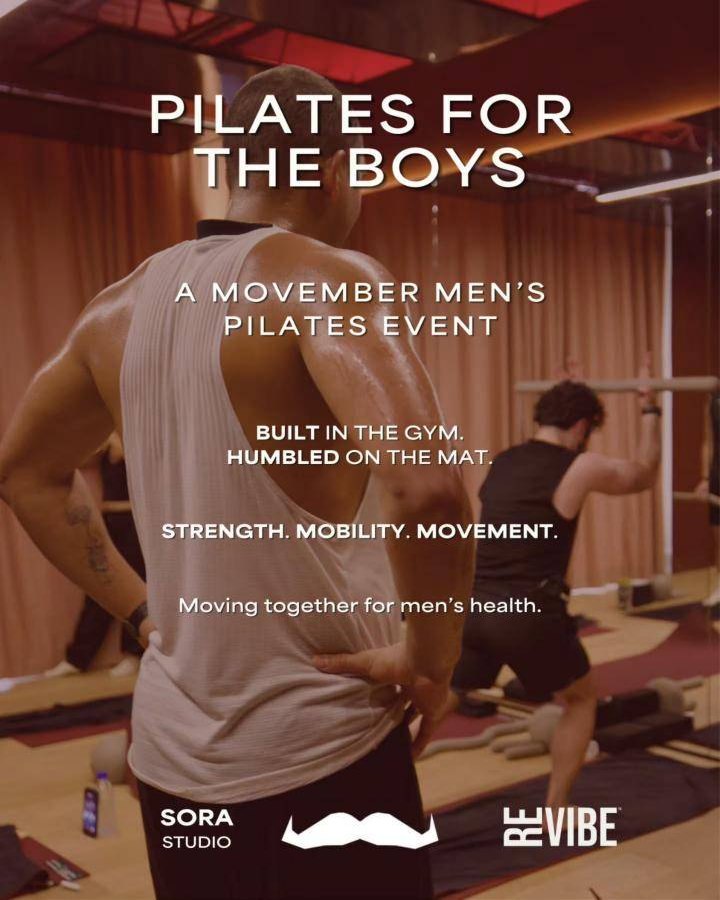 PILATES FOR
THE BOYS
A MOVEMBER MEN'S
PILATES EVENT
BUILT IN THE GYM.
HUMBLED ON THE MAT.
STRENGTH. MOBILITY. MOVEMENT.
Moving together for men's health.
SORA
STUDIO
REVIBE™